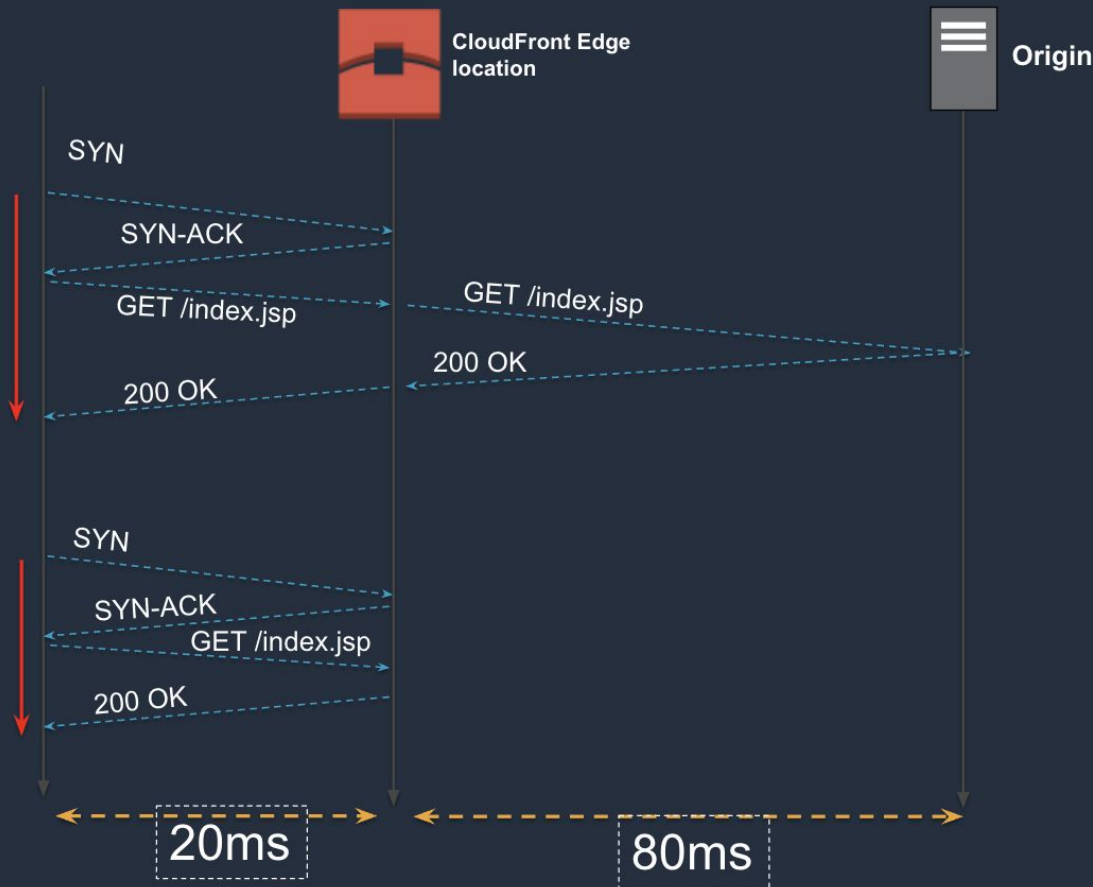 CloudFront Edge
location
Origin
SYN
SYN-ACK
GET /index.jsp
GET /index.jsp
200 OK
200 OK
SYN
SYN-ACK
GET /index.jsp
200 OK
20ms
80ms